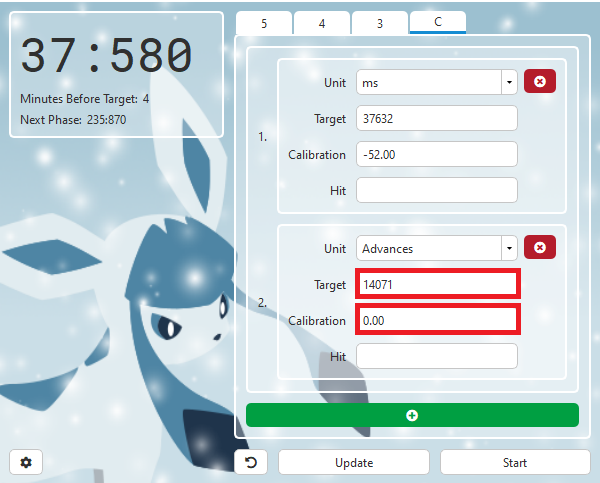 37:580
Minutes Before Target: 4
Next Phase: 235:870
5
4
3
C
1.
Unit
ms
Target
37632
Calibration
-52.00
Hit
2.
Unit
Advances
Target
14071
Calibration
0.00
Hit
Update
Start